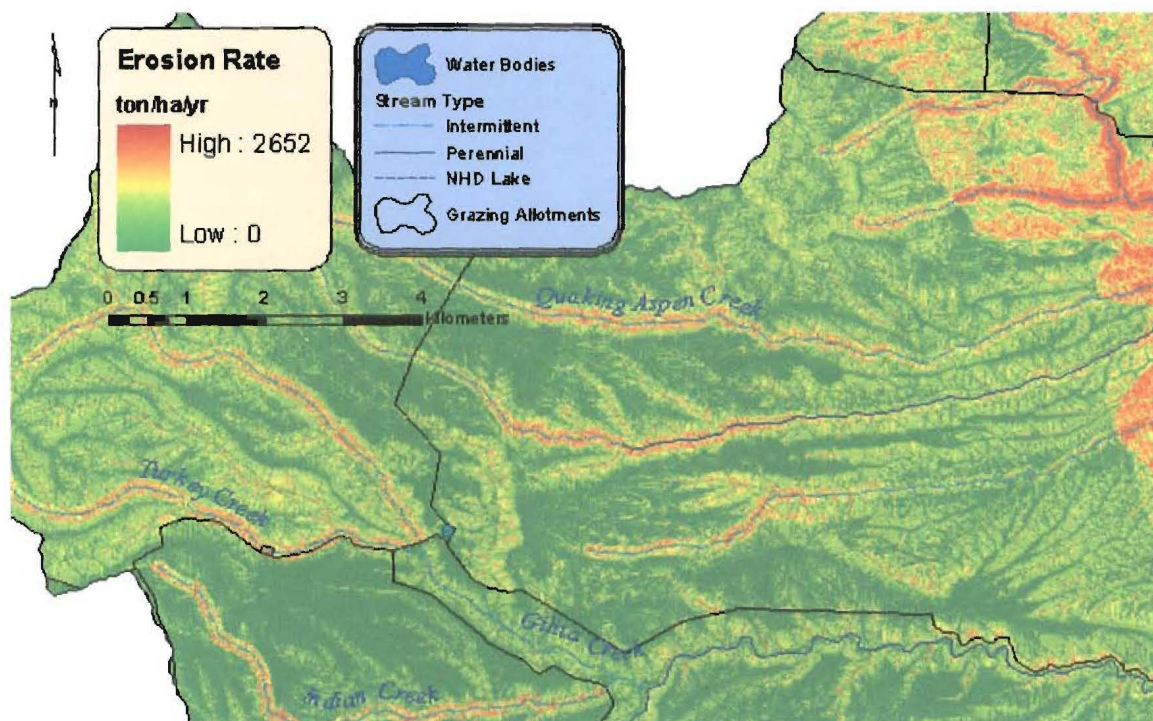 N
Erosion Rate
ton/ha/yr
High : 2652
Low : 0
Water Bodies
Stream Type
Intermittent
Perennial
NHD Lake
Grazing Allotments
0 0.5 1 2 3 4
Kilometers
Quaking Aspen Creek
Turkey Creek
Creek
Indian Creek